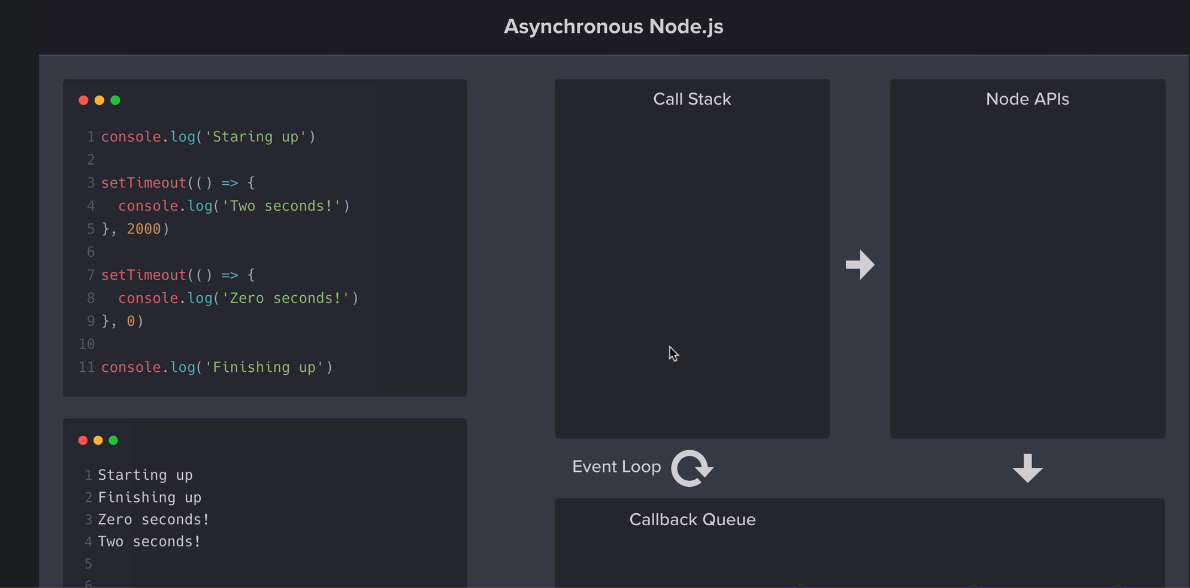 Asynchronous Node.js
1 console.log('Staring up')
2
3 setTimeout(() => {
4   console.log('Two seconds!')
5 }, 2000)
6
7 setTimeout(() => {
8   console.log('Zero seconds!')
9 }, 0)
10
11 console.log('Finishing up')
1 Starting up
2 Finishing up
3 Zero seconds!
4 Two seconds!
5
6
Call Stack
Node APIs
Event Loop
Callback Queue